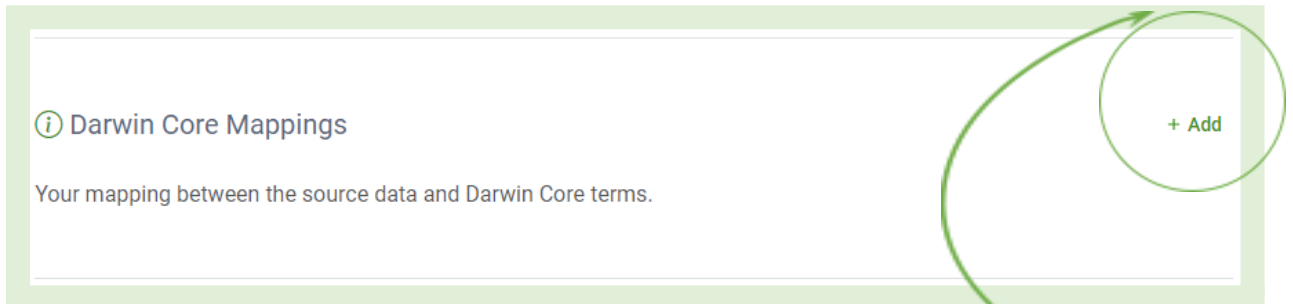 Darwin Core Mappings
+ Add
Your mapping between the source data and Darwin Core terms.